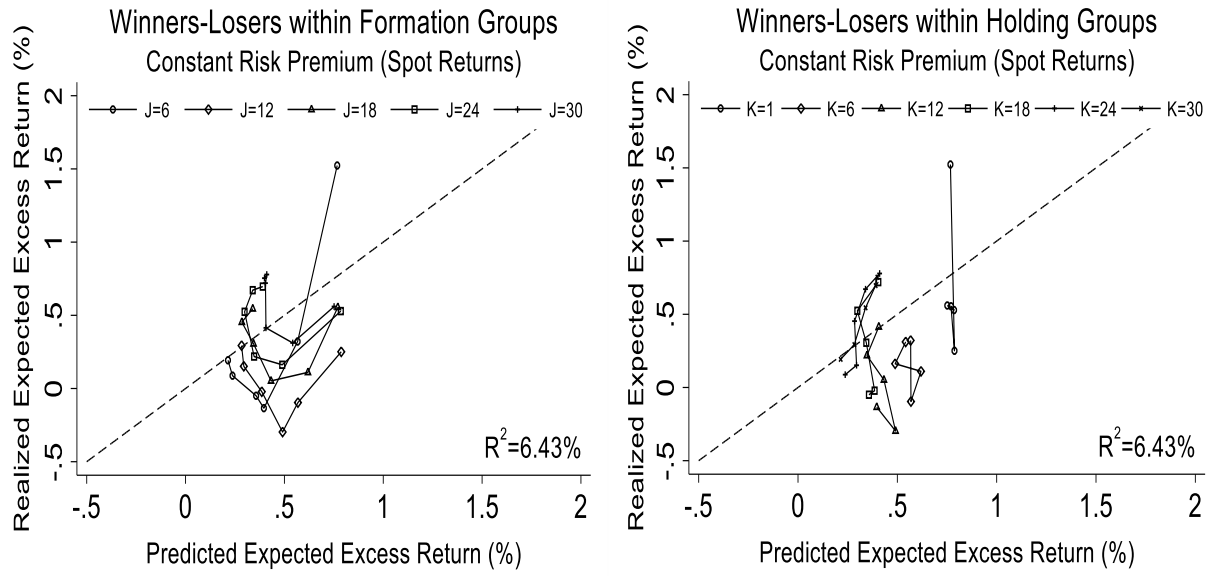 Winners-Losers within Formation Groups
Constant Risk Premium (Spot Returns)
J=6 J=12 J=18 J=24 J=30
Realized Expected Excess Return (%)
2
1.5
1
.5
0
-.5
R²=6.43%
-.5 0 .5 1 1.5 2
Predicted Expected Excess Return (%)
Winners-Losers within Holding Groups
Constant Risk Premium (Spot Returns)
K=1 K=6 K=12 K=18 K=24 K=30
Realized Expected Excess Return (%)
2
1.5
1
.5
0
-.5
R²=6.43%
-.5 0 .5 1 1.5 2
Predicted Expected Excess Return (%)